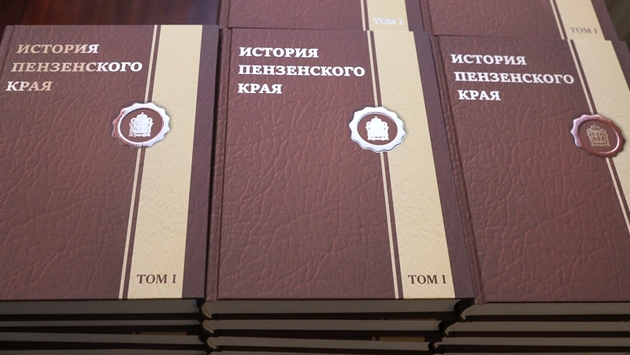 ТОМ I
ТОМ I
ИСТОРИЯ
ПЕНЗЕНСКОГО
КРАЯ
ТОМ I
ИСТОРИЯ
ПЕНЗЕНСКОГО
КРАЯ
ТОМ I
ИСТОРИЯ
ПЕНЗЕНСКОГО
КРАЯ